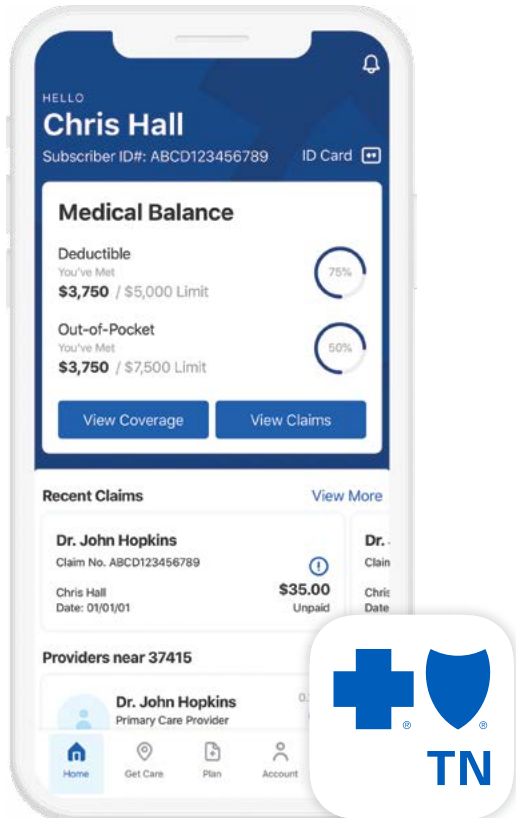 HELLO
Chris Hall
Subscriber ID#: ABCD123456789 ID Card
Medical Balance
Deductible
You've Met
75%
$3,750 / $5,000 Limit
Out-of-Pocket
You've Met
50%
$3,750 / $7,500 Limit
View Coverage View Claims
Recent Claims View More
Dr. John Hopkins Dr.
Claim No. ABCD123456789
Chris Hall $35.00
Date: 01/01/01 Unpaid Date
Providers near 37415
Dr. John Hopkins
Primary Care Provider
Home Get Care Plan Account
® ®
TN